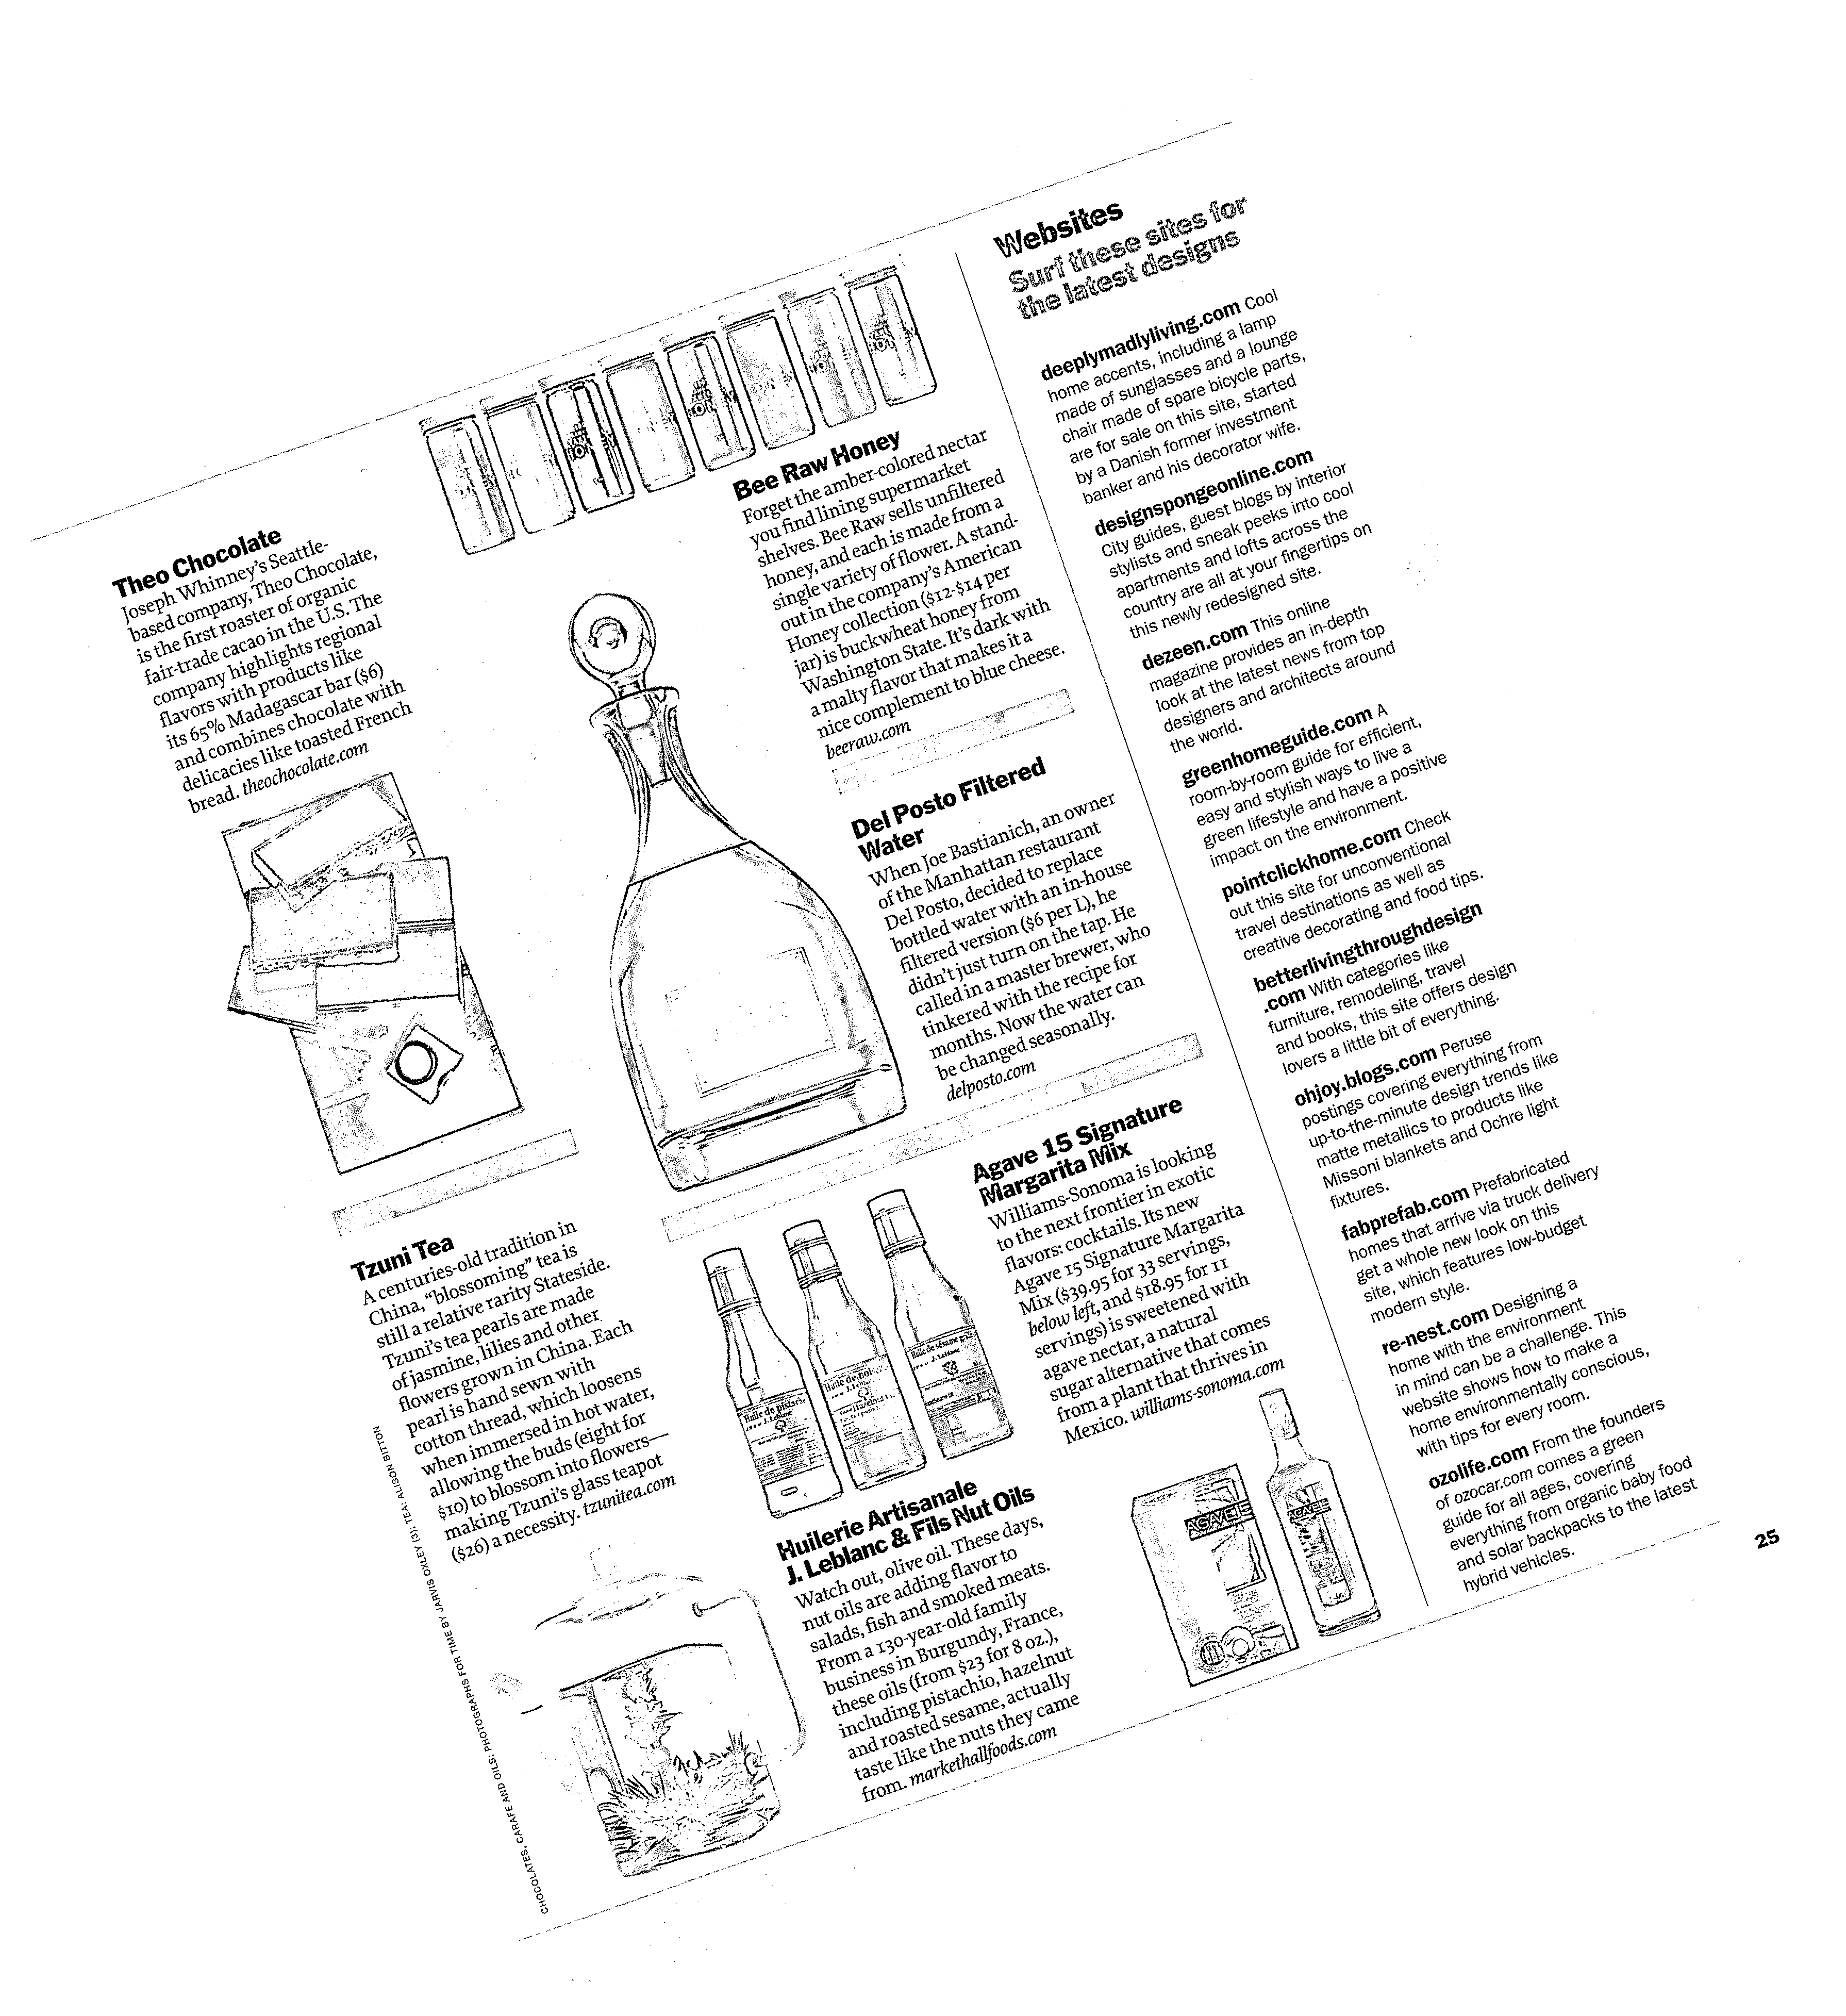 Theo Chocolate
Joseph Whinney's Seattle-
based company, Theo Chocolate,
is the first roaster of organic
fair-trade cacao in the U.S. The
company highlights regional
flavors with products like
its 65% Madagascar bar ($6)
and combines chocolate with
delicacies like toasted French
bread. theochocolate.com
Tzuni Tea
A centuries-old tradition in
China, "blossoming" tea is
still a relative rarity Stateside.
Tzuni's tea pearls are made
of jasmine, lilies and other
flowers grown in China. Each
pearl is hand sewn with
cotton thread, which loosens
when immersed in hot water,
allowing the buds (eight for
$10) to blossom into flowers—
making Tzuni's glass teapot
($26) a necessity. tzunitea.com
CHOCOLATES, CARAFE AND OILS: PHOTOGRAPHS FOR TIME BY JARVIS OXLEY (3); TEA: ALISON BITTON
Bee Raw Honey
Forget the amber-colored nectar
you find lining supermarket
shelves. Bee Raw sells unfiltered
honey, and each is made from a
single variety of flower. A stand-
out in the company's American
Honey collection ($12-$14 per
jar) is buckwheat honey from
Washington State. It's dark with
a malty flavor that makes it a
nice complement to blue cheese.
beeraw.com
Del Posto Filtered
Water
When Joe Bastianich, an owner
of the Manhattan restaurant
Del Posto, decided to replace
bottled water with an in-house
filtered version ($6 per L), he
didn't just turn on the tap. He
called in a master brewer, who
tinkered with the recipe for
months. Now the water can
be changed seasonally.
delposto.com
Agave 15 Signature
Margarita Mix
Williams-Sonoma is looking
to the next frontier in exotic
flavors: cocktails. Its new
Agave 15 Signature Margarita
Mix ($39.95 for 33 servings,
below left, and $18.95 for 11
servings) is sweetened with
agave nectar, a natural
sugar alternative that comes
from a plant that thrives in
Mexico. williams-sonoma.com
Huile de pistache
J. Leblanc
Huile de noi
J. Leblanc
Huile de sésame
J. Leblanc
Huilerie Artisanale
J. Leblanc & Fils Nut Oils
Watch out, olive oil. These days,
nut oils are adding flavor to
salads, fish and smoked meats.
From a 130-year-old family
business in Burgundy, France,
these oils (from $23 for 8 oz.),
including pistachio, hazelnut
and roasted sesame, actually
taste like the nuts they came
from. markethallfoods.com
AGAVE 15
AGAVE 15
Websites
Surf these sites for
the latest designs
deeplymadlyliving.com Cool
home accents, including a lamp
made of sunglasses and a lounge
chair made of spare bicycle parts,
are for sale on this site, started
by a Danish former investment
banker and his decorator wife.
designspongeonline.com
City guides, guest blogs by interior
stylists and sneak peeks into cool
apartments and lofts across the
country are all at your fingertips on
this newly redesigned site.
dezeen.com This online
magazine provides an in-depth
look at the latest news from top
designers and architects around
the world.
greenhomeguide.com A
room-by-room guide for efficient,
easy and stylish ways to live a
green lifestyle and have a positive
impact on the environment.
pointclickhome.com Check
out this site for unconventional
travel destinations as well as
creative decorating and food tips.
betterlivingthroughdesign
.com With categories like
furniture, remodeling, travel
and books, this site offers design
lovers a little bit of everything.
ohjoy.blogs.com Peruse
postings covering everything from
up-to-the-minute design trends like
matte metallics to products like
Missoni blankets and Ochre light
fixtures.
fabprefab.com Prefabricated
homes that arrive via truck delivery
get a whole new look on this
site, which features low-budget
modern style.
re-nest.com Designing a
home with the environment
in mind can be a challenge. This
website shows how to make a
home environmentally conscious,
with tips for every room.
ozolife.com From the founders
of ozocar.com comes a green
guide for all ages, covering
everything from organic baby food
and solar backpacks to the latest
hybrid vehicles.
25